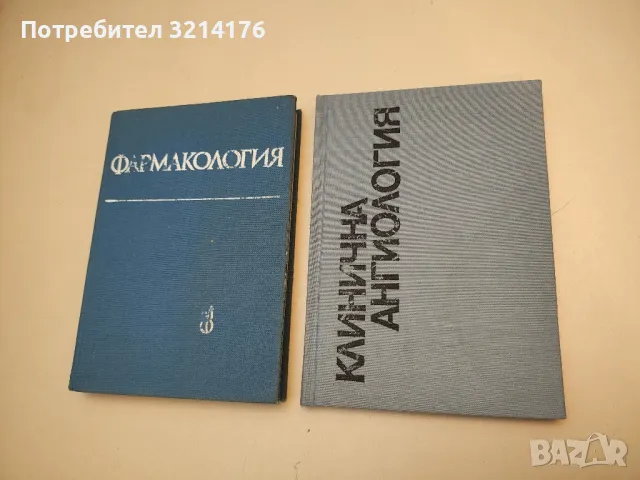 Потребител 3214176
ФАРМАКОЛОГИЯ
КЛИНИЧНА
АНГИОЛОГИЯ
BAZAR